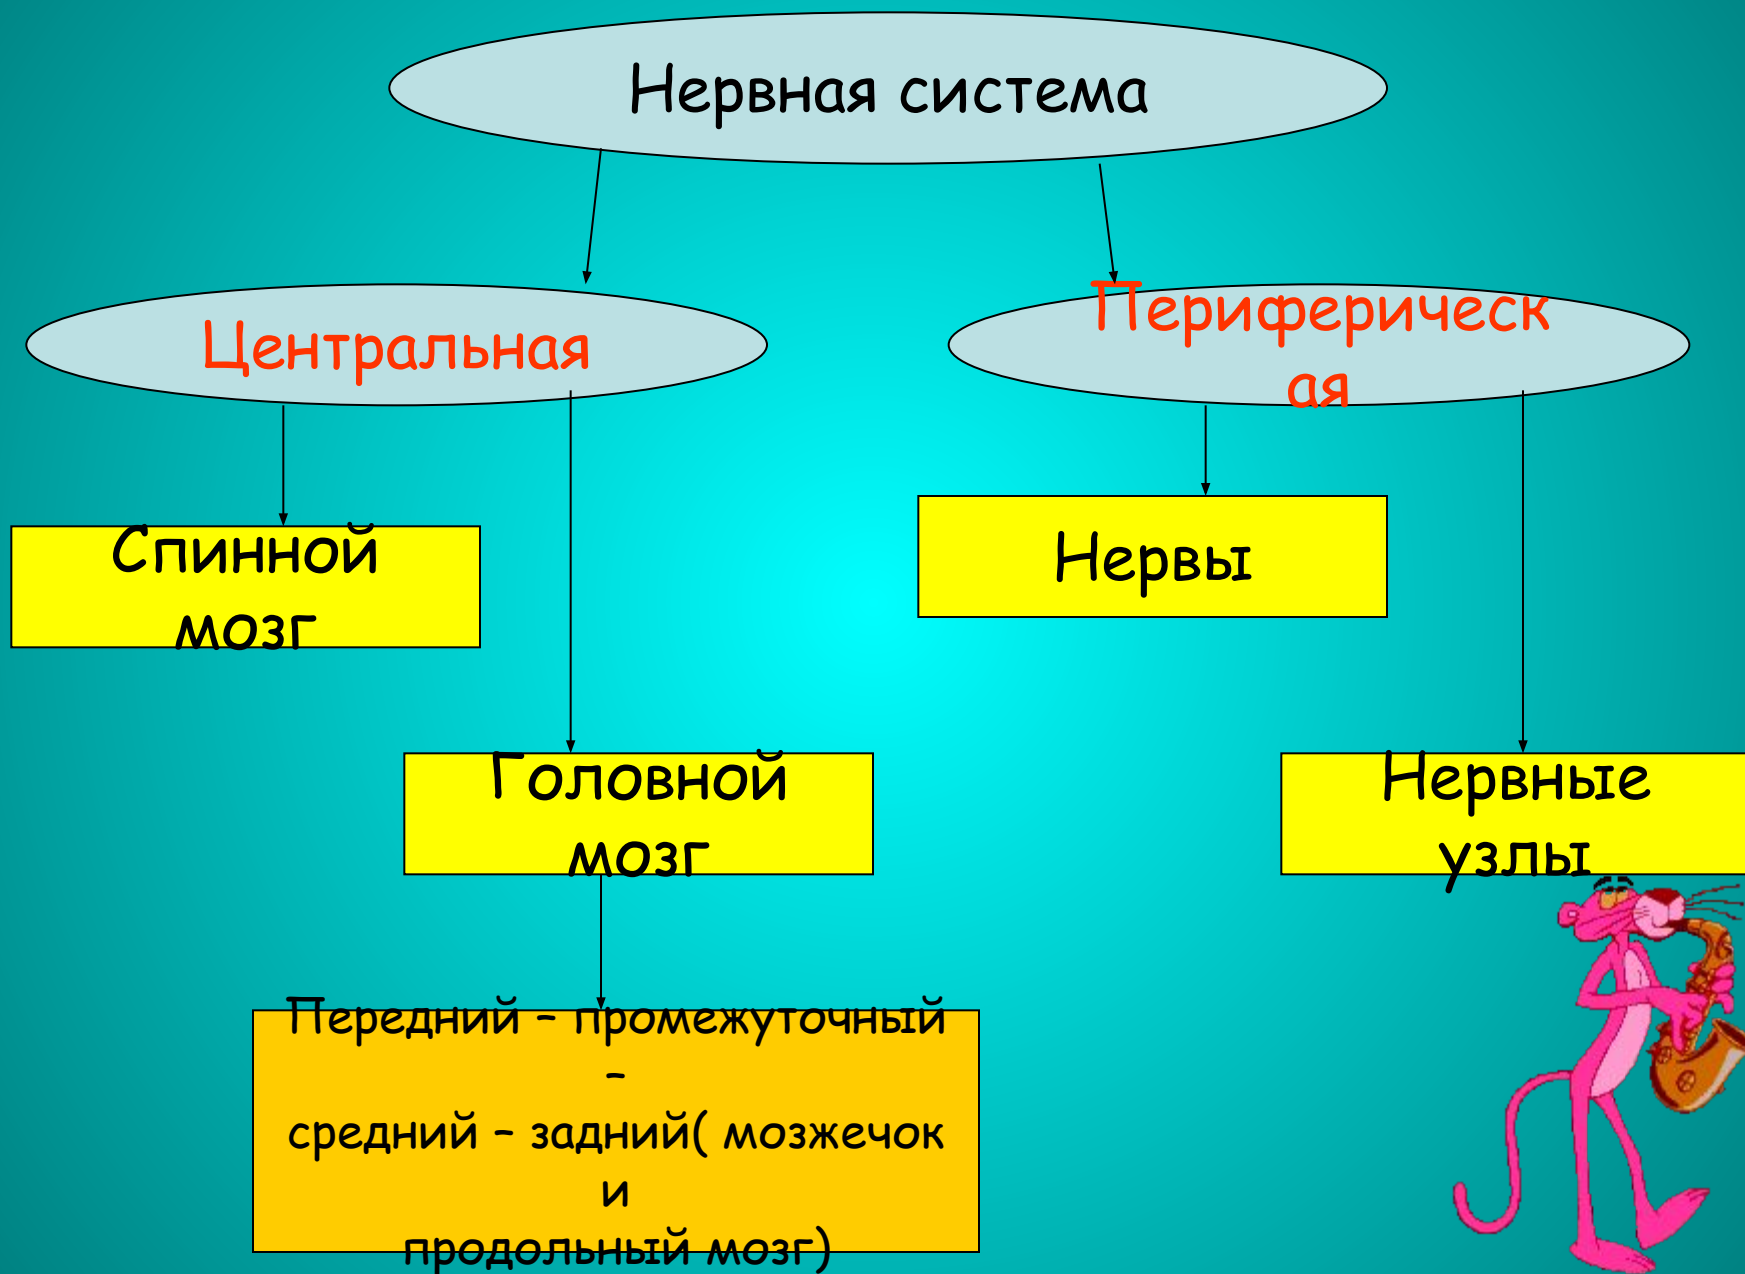 Нервная система
Центральная
Периферическ
ая
Спинной
мозг
Нервы
Головной
мозг
Нервные
узлы
Передний – промежуточный
–
средний – задний( мозжечок
и
продольный мозг)